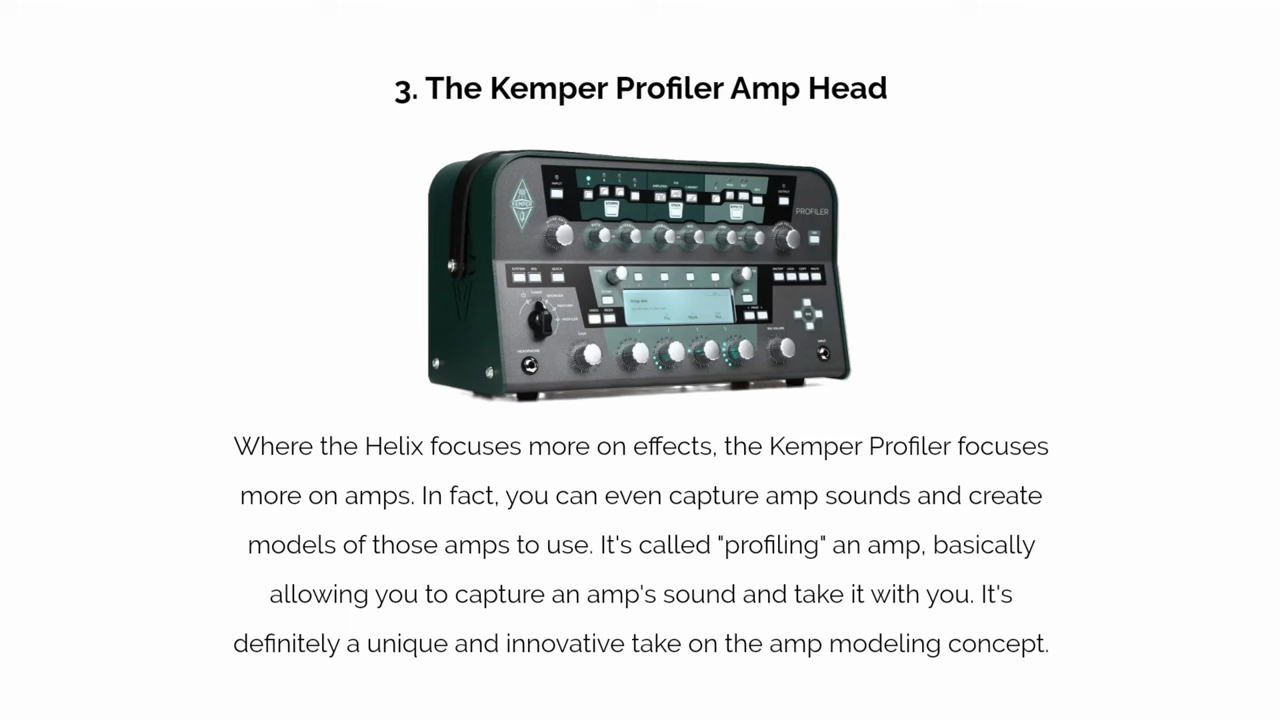 3. The Kemper Profiler Amp Head
KEMPER
PROFILER
Where the Helix focuses more on effects, the Kemper Profiler focuses
more on amps. In fact, you can even capture amp sounds and create
models of those amps to use. It's called "profiling" an amp, basically
allowing you to capture an amp's sound and take it with you. It's
definitely a unique and innovative take on the amp modeling concept.